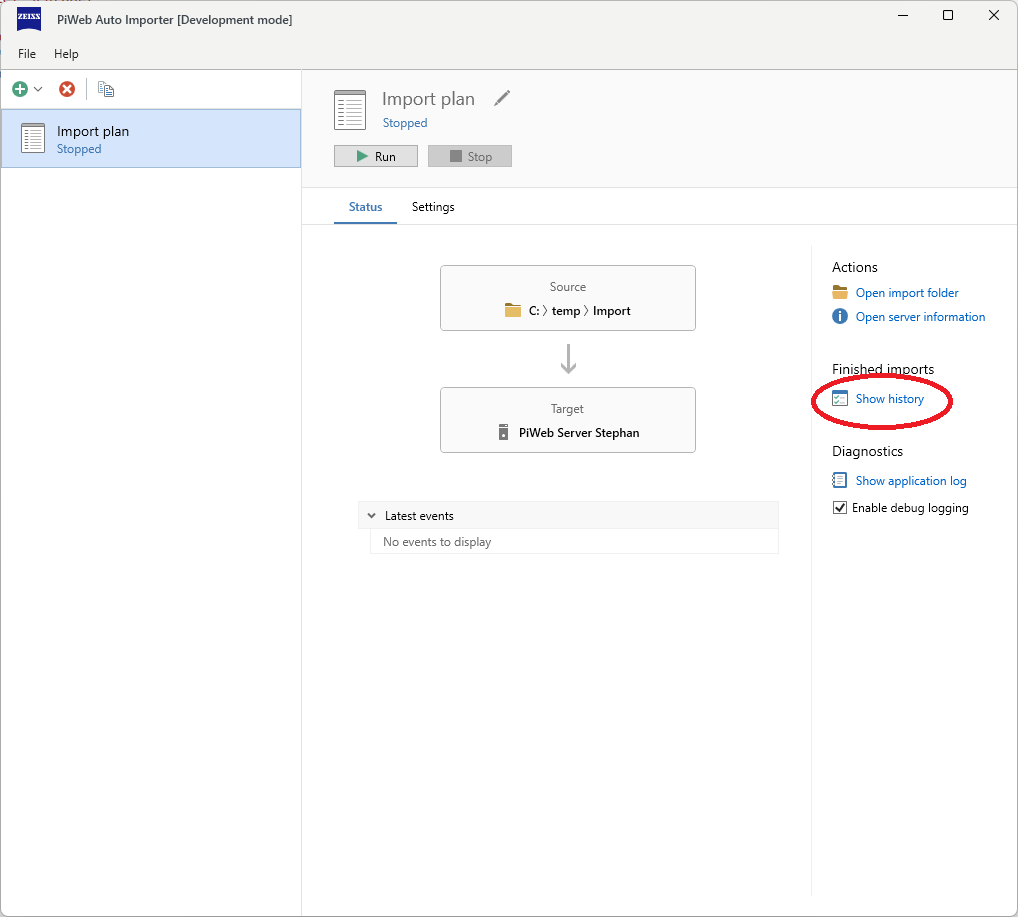 ZEISS
PiWeb Auto Importer [Development mode]
File Help
Import plan
Stopped
Import plan
Stopped
Run Stop
Status Settings
Source
C: 〉 temp 〉 Import
Target
PiWeb Server Stephan
Latest events
No events to display
Actions
Open import folder
Open server information
Finished imports
Show history
Diagnostics
Show application log
Enable debug logging